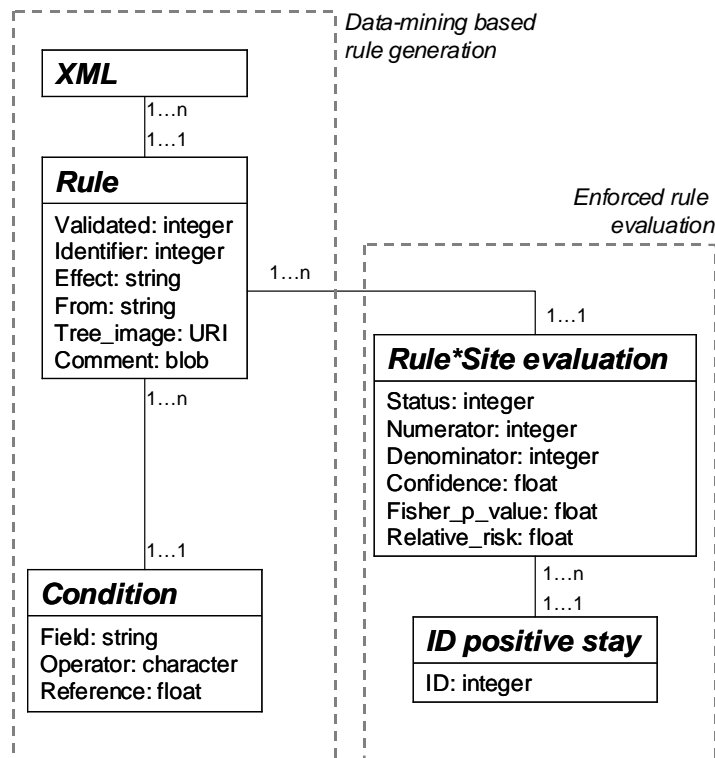 Data-mining based
rule generation
XML
1…n
1…1
Rule
Validated: integer
Identifier: integer
Effect: string
From: string
Tree_image: URI
Comment: blob
1…n
1…1
Condition
Field: string
Operator: character
Reference: float
Enforced rule
evaluation
1…n
1…1
Rule*Site evaluation
Status: integer
Numerator: integer
Denominator: integer
Confidence: float
Fisher_p_value: float
Relative_risk: float
1…n
1…1
ID positive stay
ID: integer